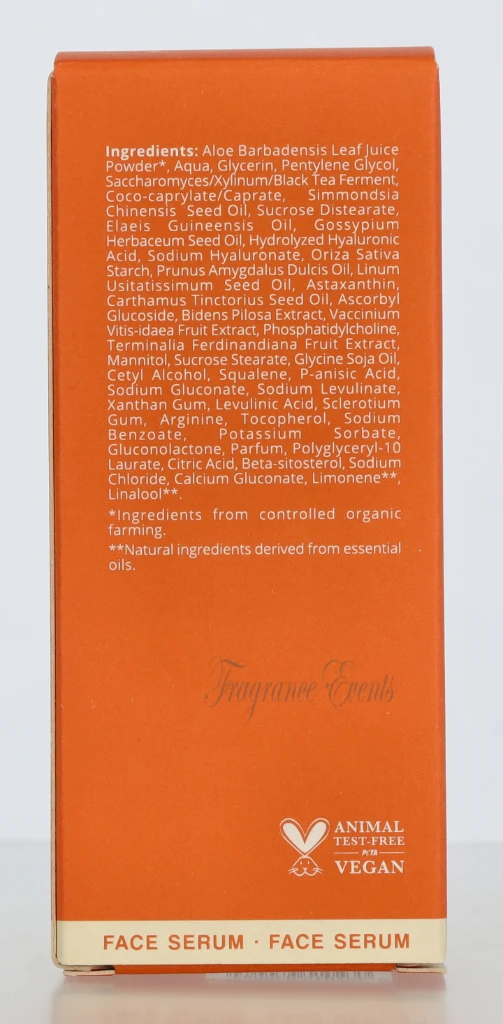 Ingredients: Aloe Barbadensis Leaf Juice
Powder*, Aqua, Glycerin, Pentylene Glycol,
Saccharomyces/Xylinum/Black Tea Ferment,
Coco-caprylate/Caprate, Simmondsia
Chinensis Seed Oil, Sucrose Distearate,
Elaeis Guineensis Oil, Gossypium
Herbaceum Seed Oil, Hydrolyzed Hyaluronic
Acid, Sodium Hyaluronate, Oriza Sativa
Starch, Prunus Amygdalus Dulcis Oil, Linum
Usitatissimum Seed Oil, Astaxanthin,
Carthamus Tinctorius Seed Oil, Ascorbyl
Glucoside, Bidens Pilosa Extract, Vaccinium
Vitis-idaea Fruit Extract, Phosphatidylcholine,
Terminalia Ferdinandiana Fruit Extract,
Mannitol, Sucrose Stearate, Glycine Soja Oil,
Cetyl Alcohol, Squalene, P-anisic Acid,
Sodium Gluconate, Sodium Levulinate,
Xanthan Gum, Levulinic Acid, Sclerotium
Gum, Arginine, Tocopherol, Sodium
Benzoate, Potassium Sorbate,
Gluconolactone, Parfum, Polyglyceryl-10
Laurate, Citric Acid, Beta-sitosterol, Sodium
Chloride, Calcium Gluconate, Limonene**,
Linalool**.
*Ingredients from controlled organic
farming.
**Natural ingredients derived from essential
oils.
Fragrance Events
ANIMAL
TEST-FREE
PETA
VEGAN
FACE SERUM · FACE SERUM